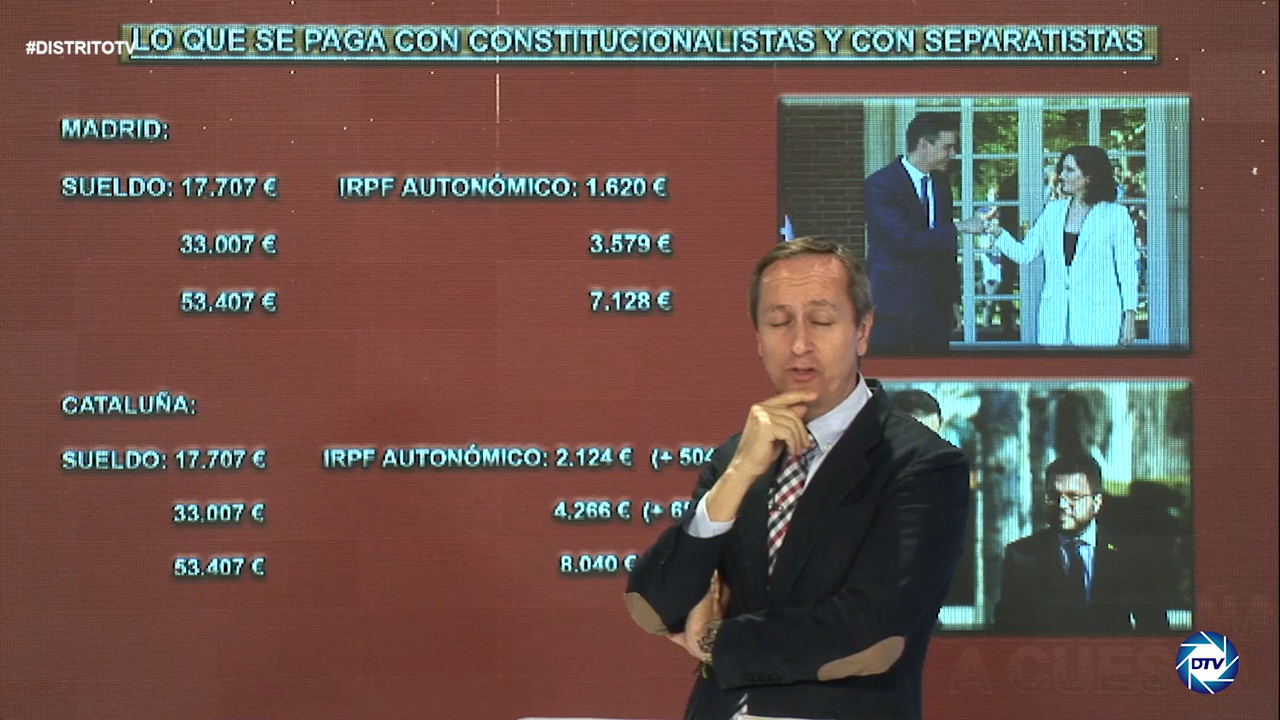 #DISTRITOTV
LO QUE SE PAGA CON CONSTITUCIONALISTAS Y CON SEPARATISTAS
MADRID:
SUELDO: 17.707 € IRPF AUTONÓMICO: 1.620 €
33.007 € 3.579 €
53.407 € 7.128 €
CATALUÑA:
SUELDO: 17.707 € IRPF AUTONÓMICO: 2.124 € (+ 504
33.007 € 4.266 € (+
53.407 € 8.040 €
A CUES
DTV